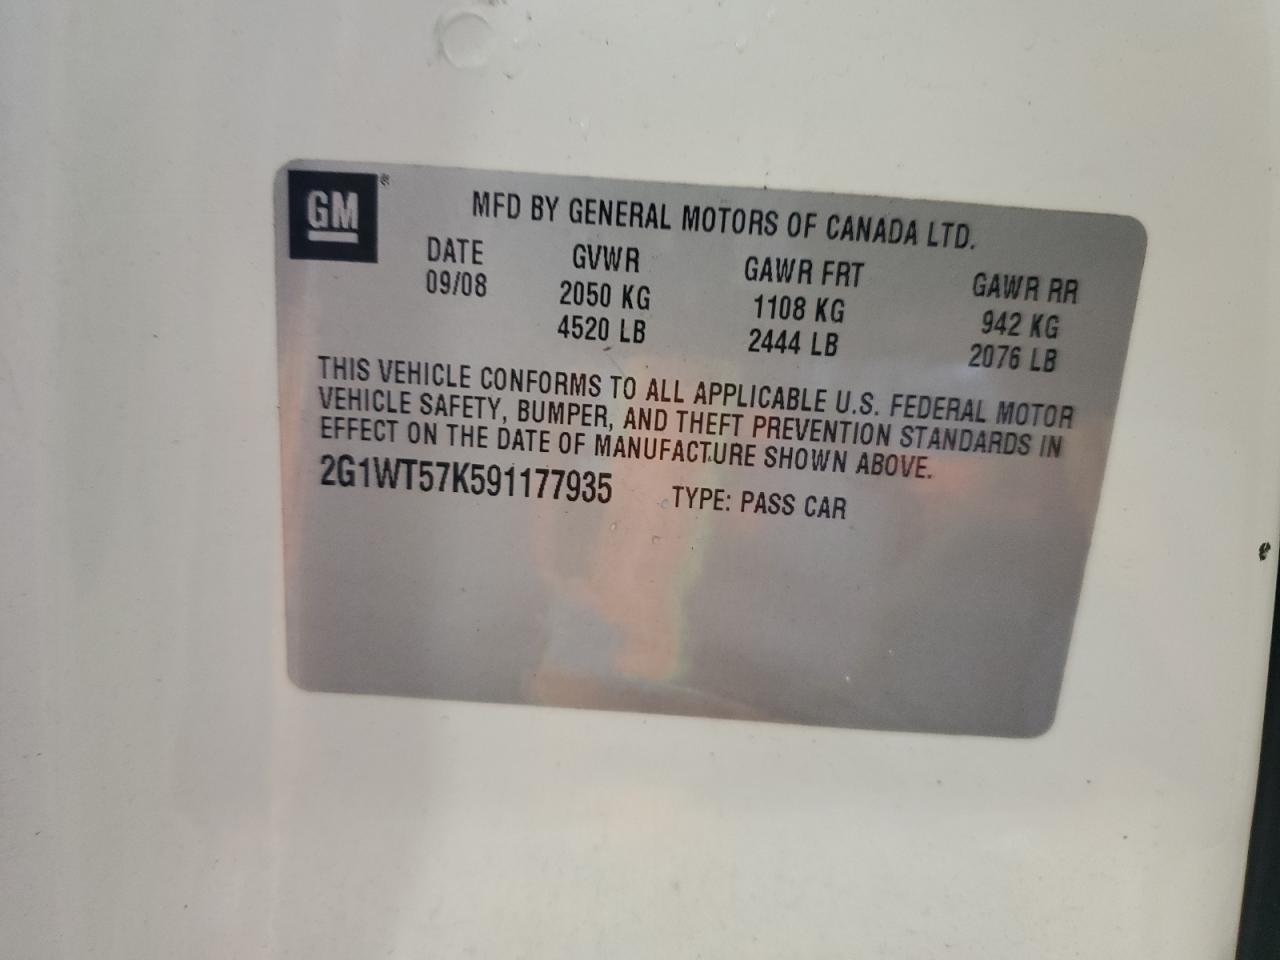 GM®
MFD BY GENERAL MOTORS OF CANADA LTD.
DATE GVWR GAWR FRT GAWR RR
09/08 2050 KG 1108 KG 942 KG
4520 LB 2444 LB 2076 LB
THIS VEHICLE CONFORMS TO ALL APPLICABLE U.S. FEDERAL MOTOR
VEHICLE SAFETY, BUMPER, AND THEFT PREVENTION STANDARDS IN
EFFECT ON THE DATE OF MANUFACTURE SHOWN ABOVE.
2G1WT57K591177935 TYPE: PASS CAR